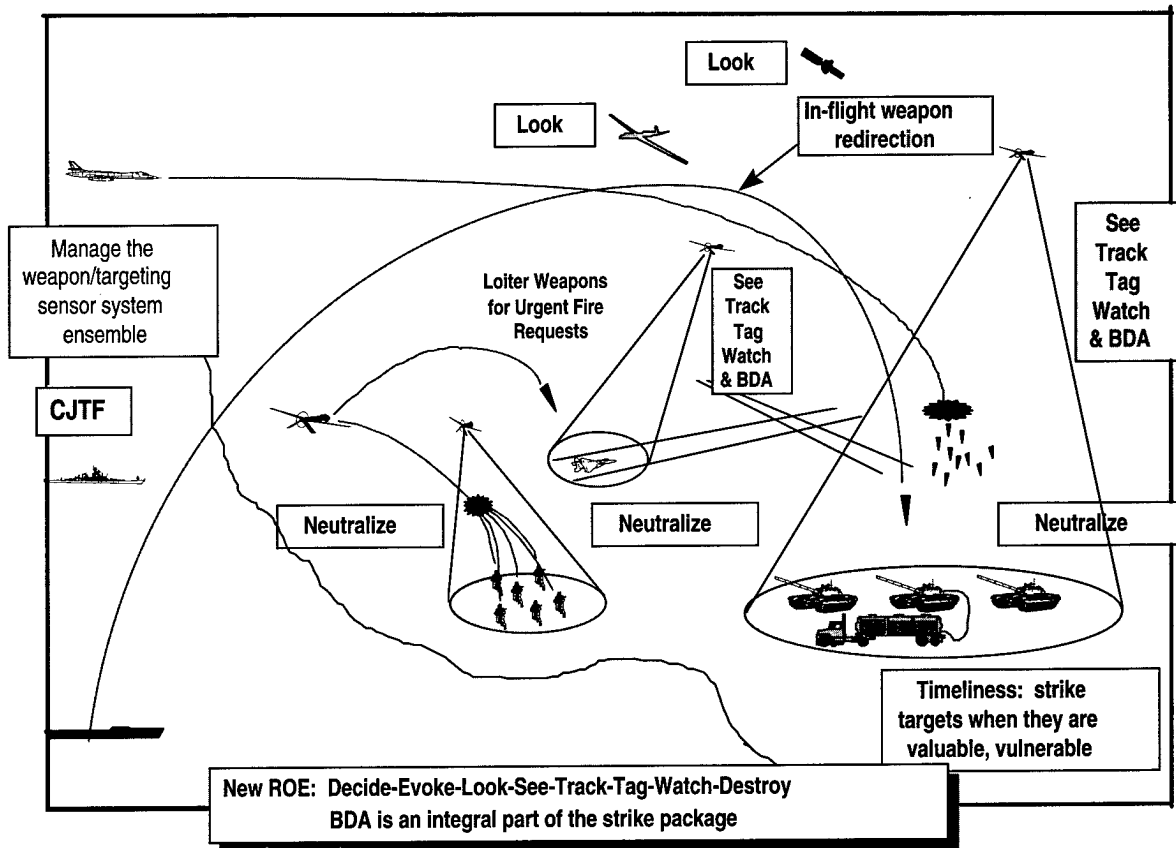 Look
Look
In-flight weapon
redirection
Manage the
weapon/targeting
sensor system
ensemble
Loiter Weapons
for Urgent Fire
Requests
See
Track
Tag
Watch
& BDA
See
Track
Tag
Watch
& BDA
CJTF
Neutralize
Neutralize
Neutralize
Timeliness: strike
targets when they are
valuable, vulnerable
New ROE: Decide-Evoke-Look-See-Track-Tag-Watch-Destroy
BDA is an integral part of the strike package